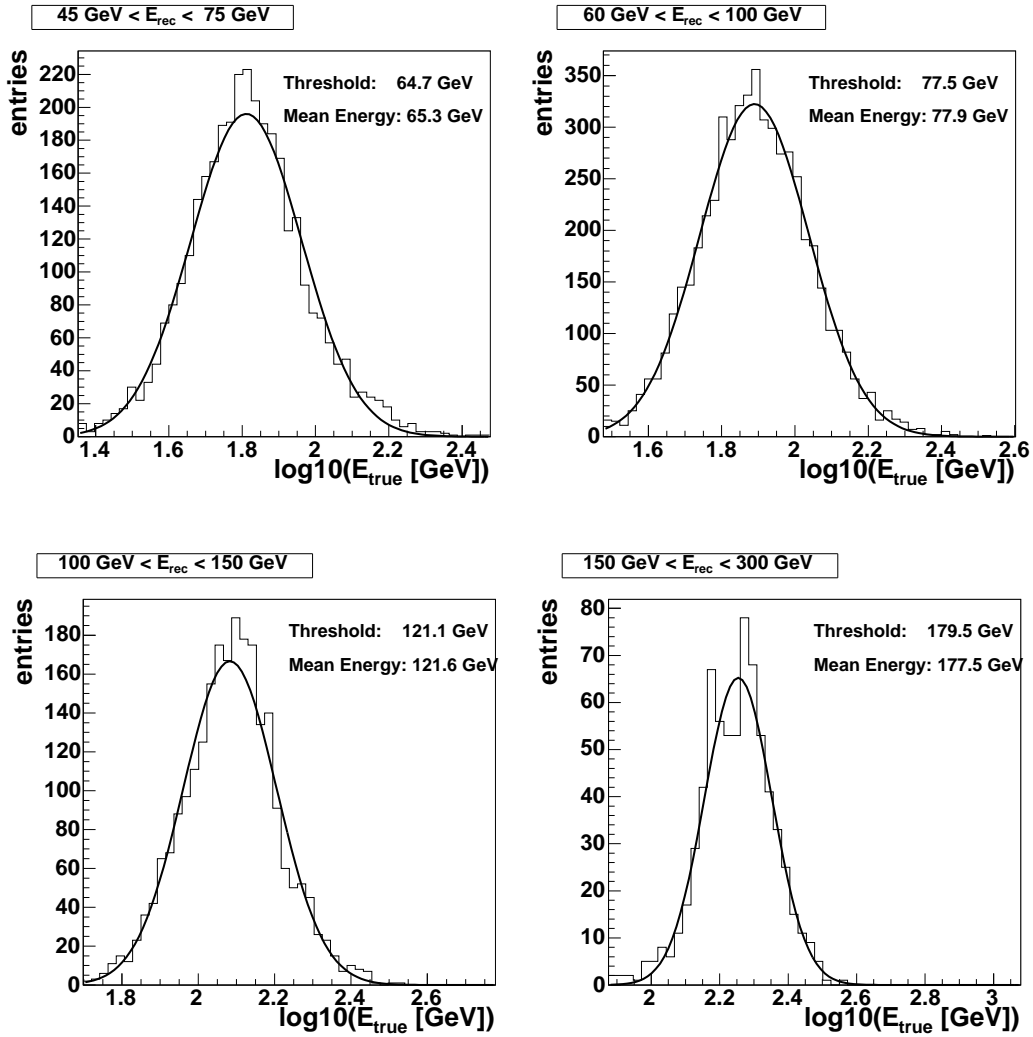 45 GeV < E_rec < 75 GeV
entries
220
200
180
160
140
120
100
80
60
40
20
0
Threshold: 64.7 GeV
Mean Energy: 65.3 GeV
1.4 1.6 1.8 2 2.2 2.4
log10(E_true [GeV])
60 GeV < E_rec < 100 GeV
entries
350
300
250
200
150
100
50
0
Threshold: 77.5 GeV
Mean Energy: 77.9 GeV
1.6 1.8 2 2.2 2.4 2.6
log10(E_true [GeV])
100 GeV < E_rec < 150 GeV
entries
180
160
140
120
100
80
60
40
20
0
Threshold: 121.1 GeV
Mean Energy: 121.6 GeV
1.8 2 2.2 2.4 2.6
log10(E_true [GeV])
150 GeV < E_rec < 300 GeV
entries
80
70
60
50
40
30
20
10
0
Threshold: 179.5 GeV
Mean Energy: 177.5 GeV
2 2.2 2.4 2.6 2.8 3
log10(E_true [GeV])